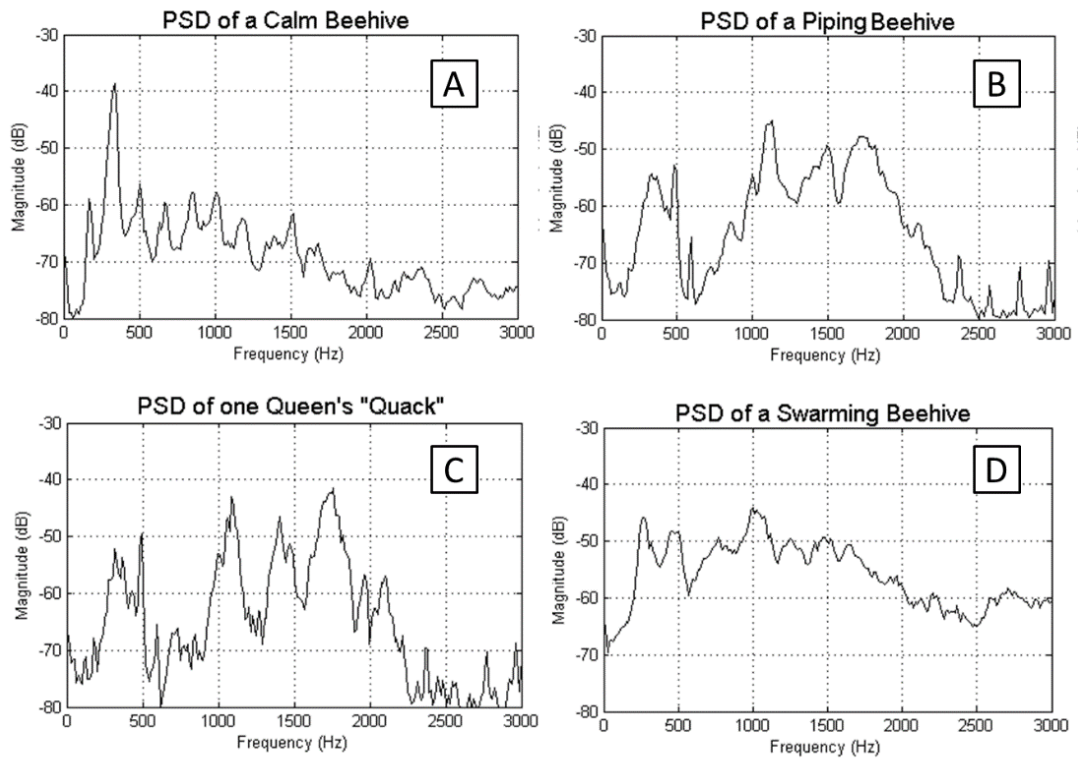 PSD of a Calm Beehive
A
-30
-40
-50
-60
-70
-80
Magnitude (dB)
0 500 1000 1500 2000 2500 3000
Frequency (Hz)
PSD of a Piping Beehive
B
-30
-40
-50
-60
-70
-80
Magnitude (dB)
0 500 1000 1500 2000 2500 3000
Frequency (Hz)
PSD of one Queen's "Quack"
C
-30
-40
-50
-60
-70
-80
Magnitude (dB)
0 500 1000 1500 2000 2500 3000
Frequency (Hz)
PSD of a Swarming Beehive
D
-30
-40
-50
-60
-70
-80
Magnitude (dB)
0 500 1000 1500 2000 2500 3000
Frequency (Hz)